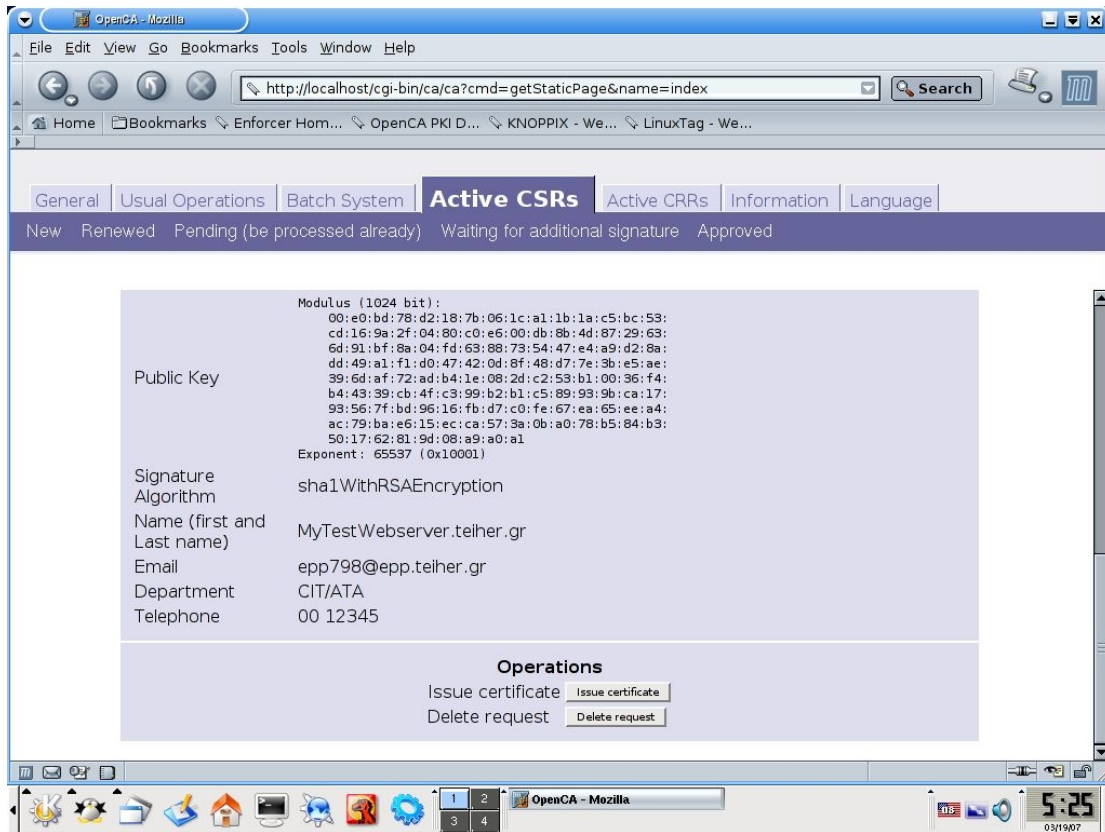 OpenCA - Mozilla
File Edit View Go Bookmarks Tools Window Help
http://localhost/cgi-bin/ca/ca?cmd=getStaticPage&name=index
Search
Home Bookmarks Enforcer Hom... OpenCA PKI D... KNOPPIX - We... LinuxTag - We...
General Usual Operations Batch System Active CSRs Active CRRs Information Language
New Renewed Pending (be processed already) Waiting for additional signature Approved
Public Key
Modulus (1024 bit):
00:e0:bd:78:d2:18:7b:06:1c:a1:1b:1a:c5:bc:53:
cd:16:9a:2f:04:80:c0:e6:00:db:8b:4d:87:29:63:
6d:91:bf:8a:04:fd:63:88:73:54:47:e4:a9:d2:8a:
dd:49:a1:f1:d0:47:42:0d:8f:48:d7:7e:3b:e5:ae:
39:6d:af:72:ad:b4:1e:08:2d:c2:53:b1:00:36:f4:
b4:43:39:cb:4f:c3:99:b2:b1:c5:89:93:9b:ca:17:
93:56:7f:bd:96:16:fb:d7:c0:fe:67:ea:65:ee:a4:
ac:79:ba:e6:15:ec:ca:57:3a:0b:a0:78:b5:84:b3:
50:17:62:81:9d:08:a9:a0:a1
Exponent: 65537 (0x10001)
Signature Algorithm sha1WithRSAEncryption
Name (first and Last name) MyTestWebserver.teiher.gr
Email epp798@epp.teiher.gr
Department CIT/ATA
Telephone 00 12345
Operations
Issue certificate Issue certificate
Delete request Delete request
1 2
3 4
OpenCA - Mozilla
US
5:25
03/19/07